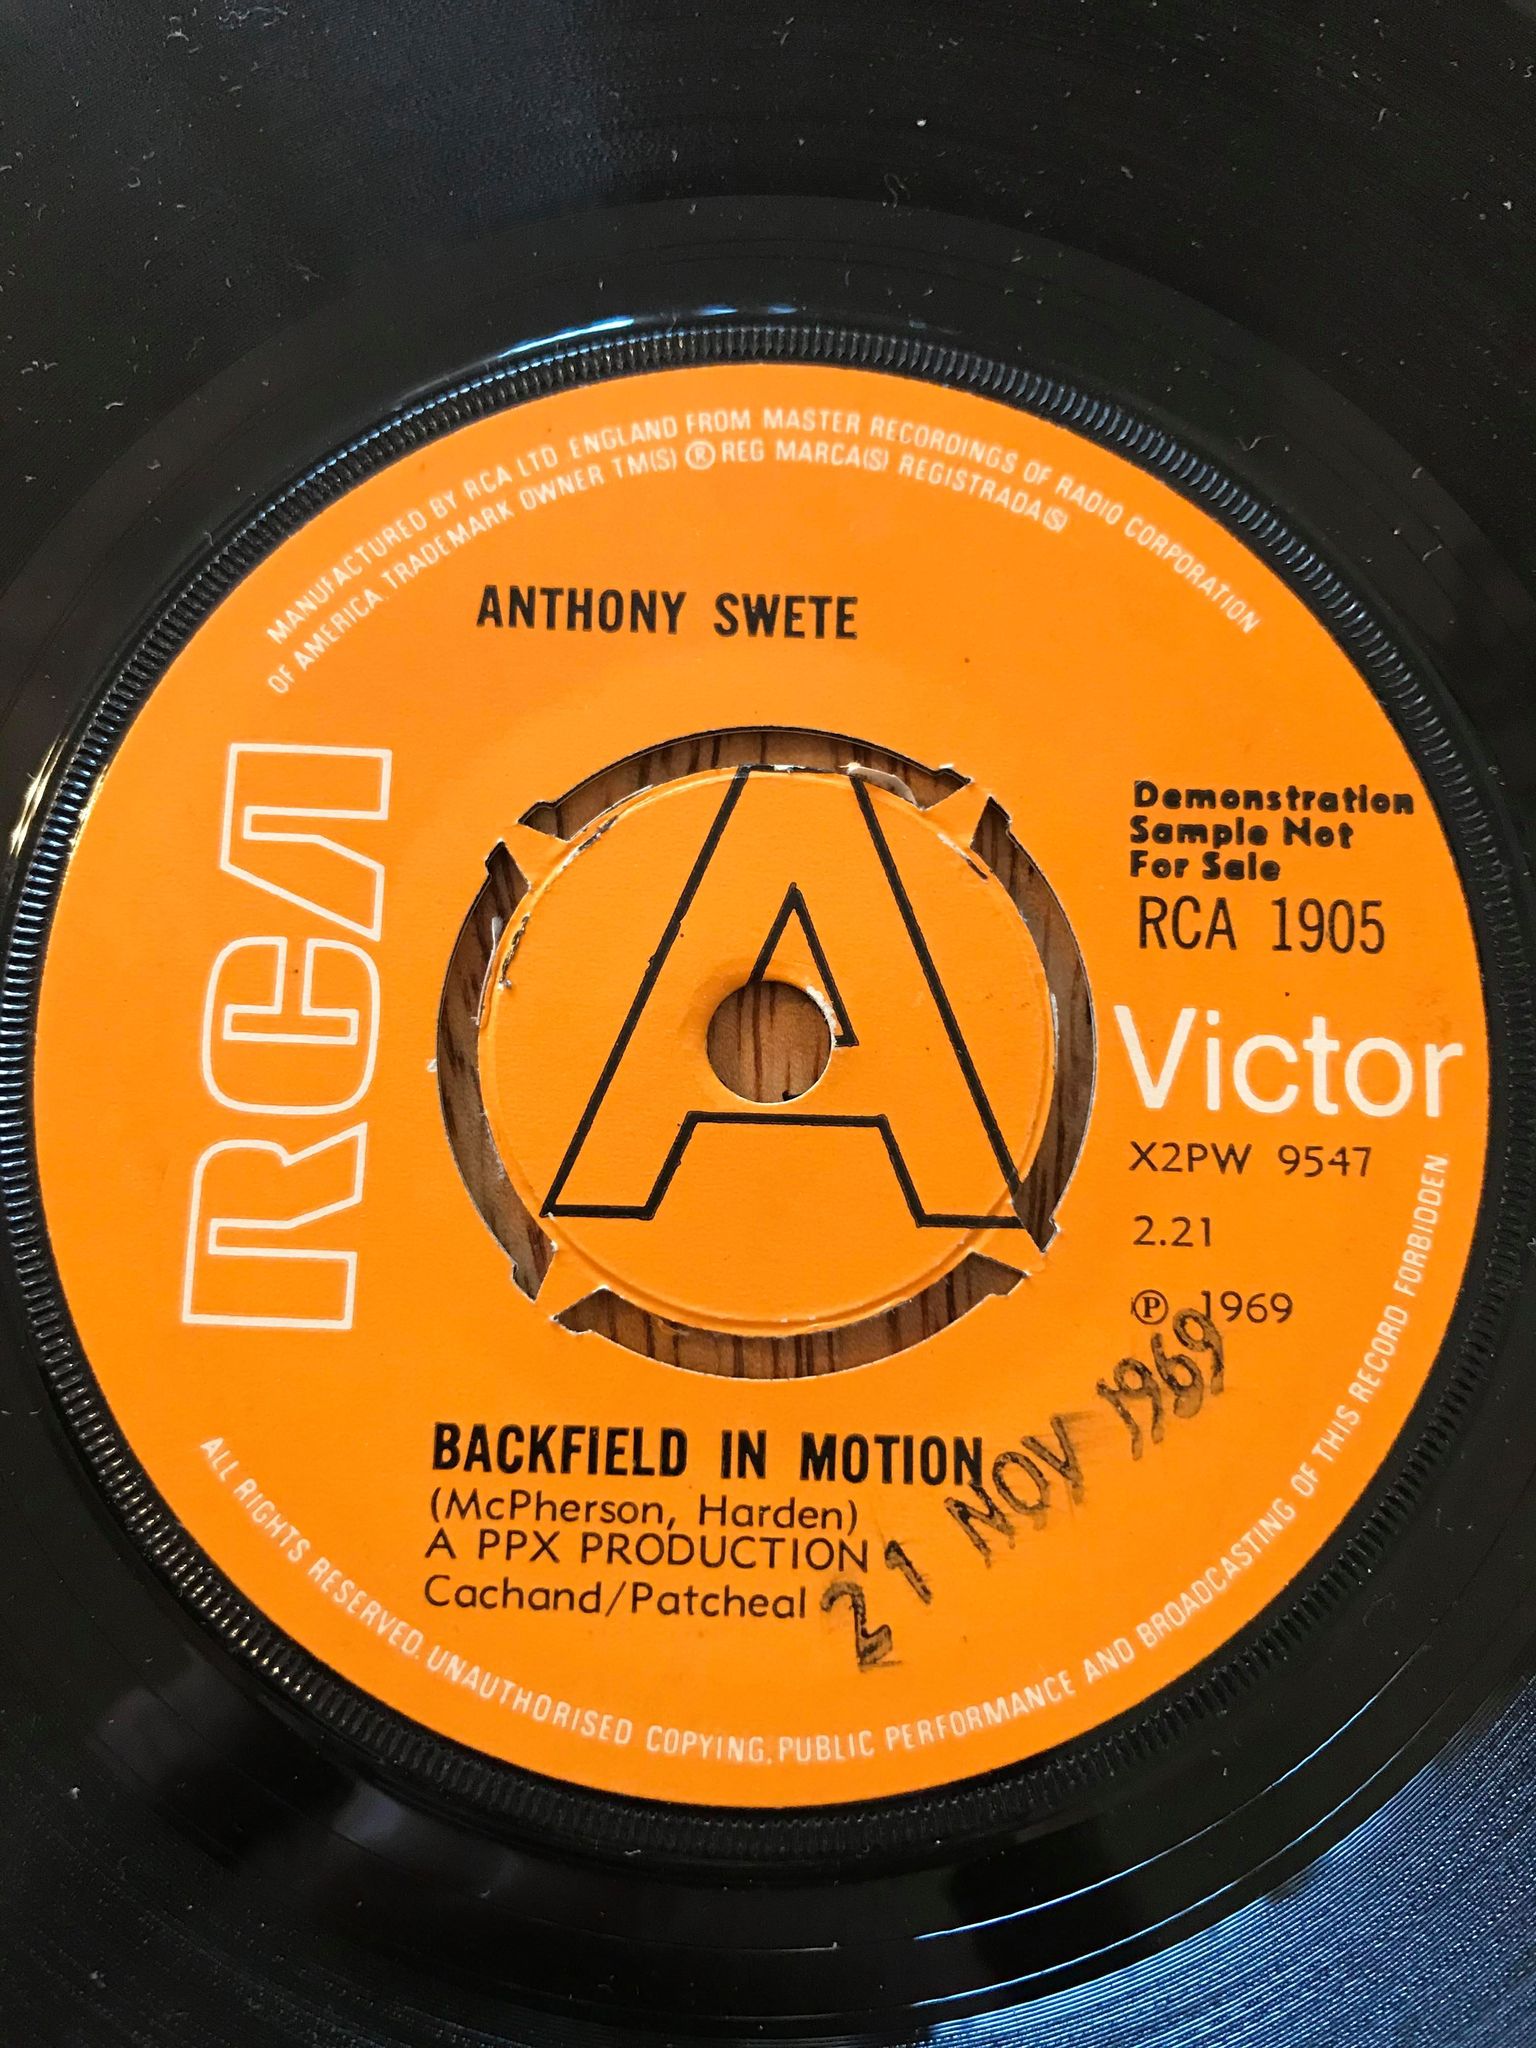 MANUFACTURED BY RCA LTD ENGLAND FROM MASTER RECORDINGS OF RADIO CORPORATION
OF AMERICA. TRADEMARK OWNER TM(S) ® REG MARCA(S) REGISTRADA(S)
ANTHONY SWETE
RCA
A
Demonstration
Sample Not
For Sale
RCA 1905
Victor
X2PW 9547
2.21
℗ 1969
BACKFIELD IN MOTION
(McPherson, Harden)
A PPX PRODUCTION
Cachand/Patcheal
21 NOV 1969
ALL RIGHTS RESERVED. UNAUTHORISED COPYING, PUBLIC PERFORMANCE AND BROADCASTING OF THIS RECORD FORBIDDEN